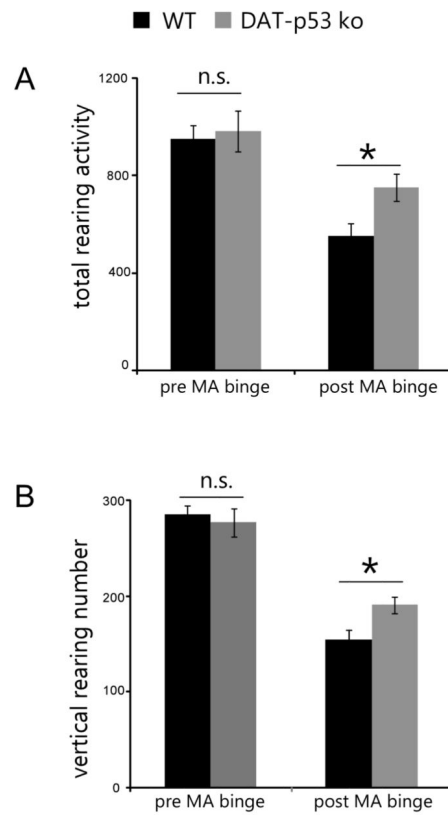 WT DAT-p53 ko
A
total rearing activity
1200
800
400
0
n.s.
*
pre MA binge post MA binge
B
vertical rearing number
300
200
100
0
n.s.
*
pre MA binge post MA binge